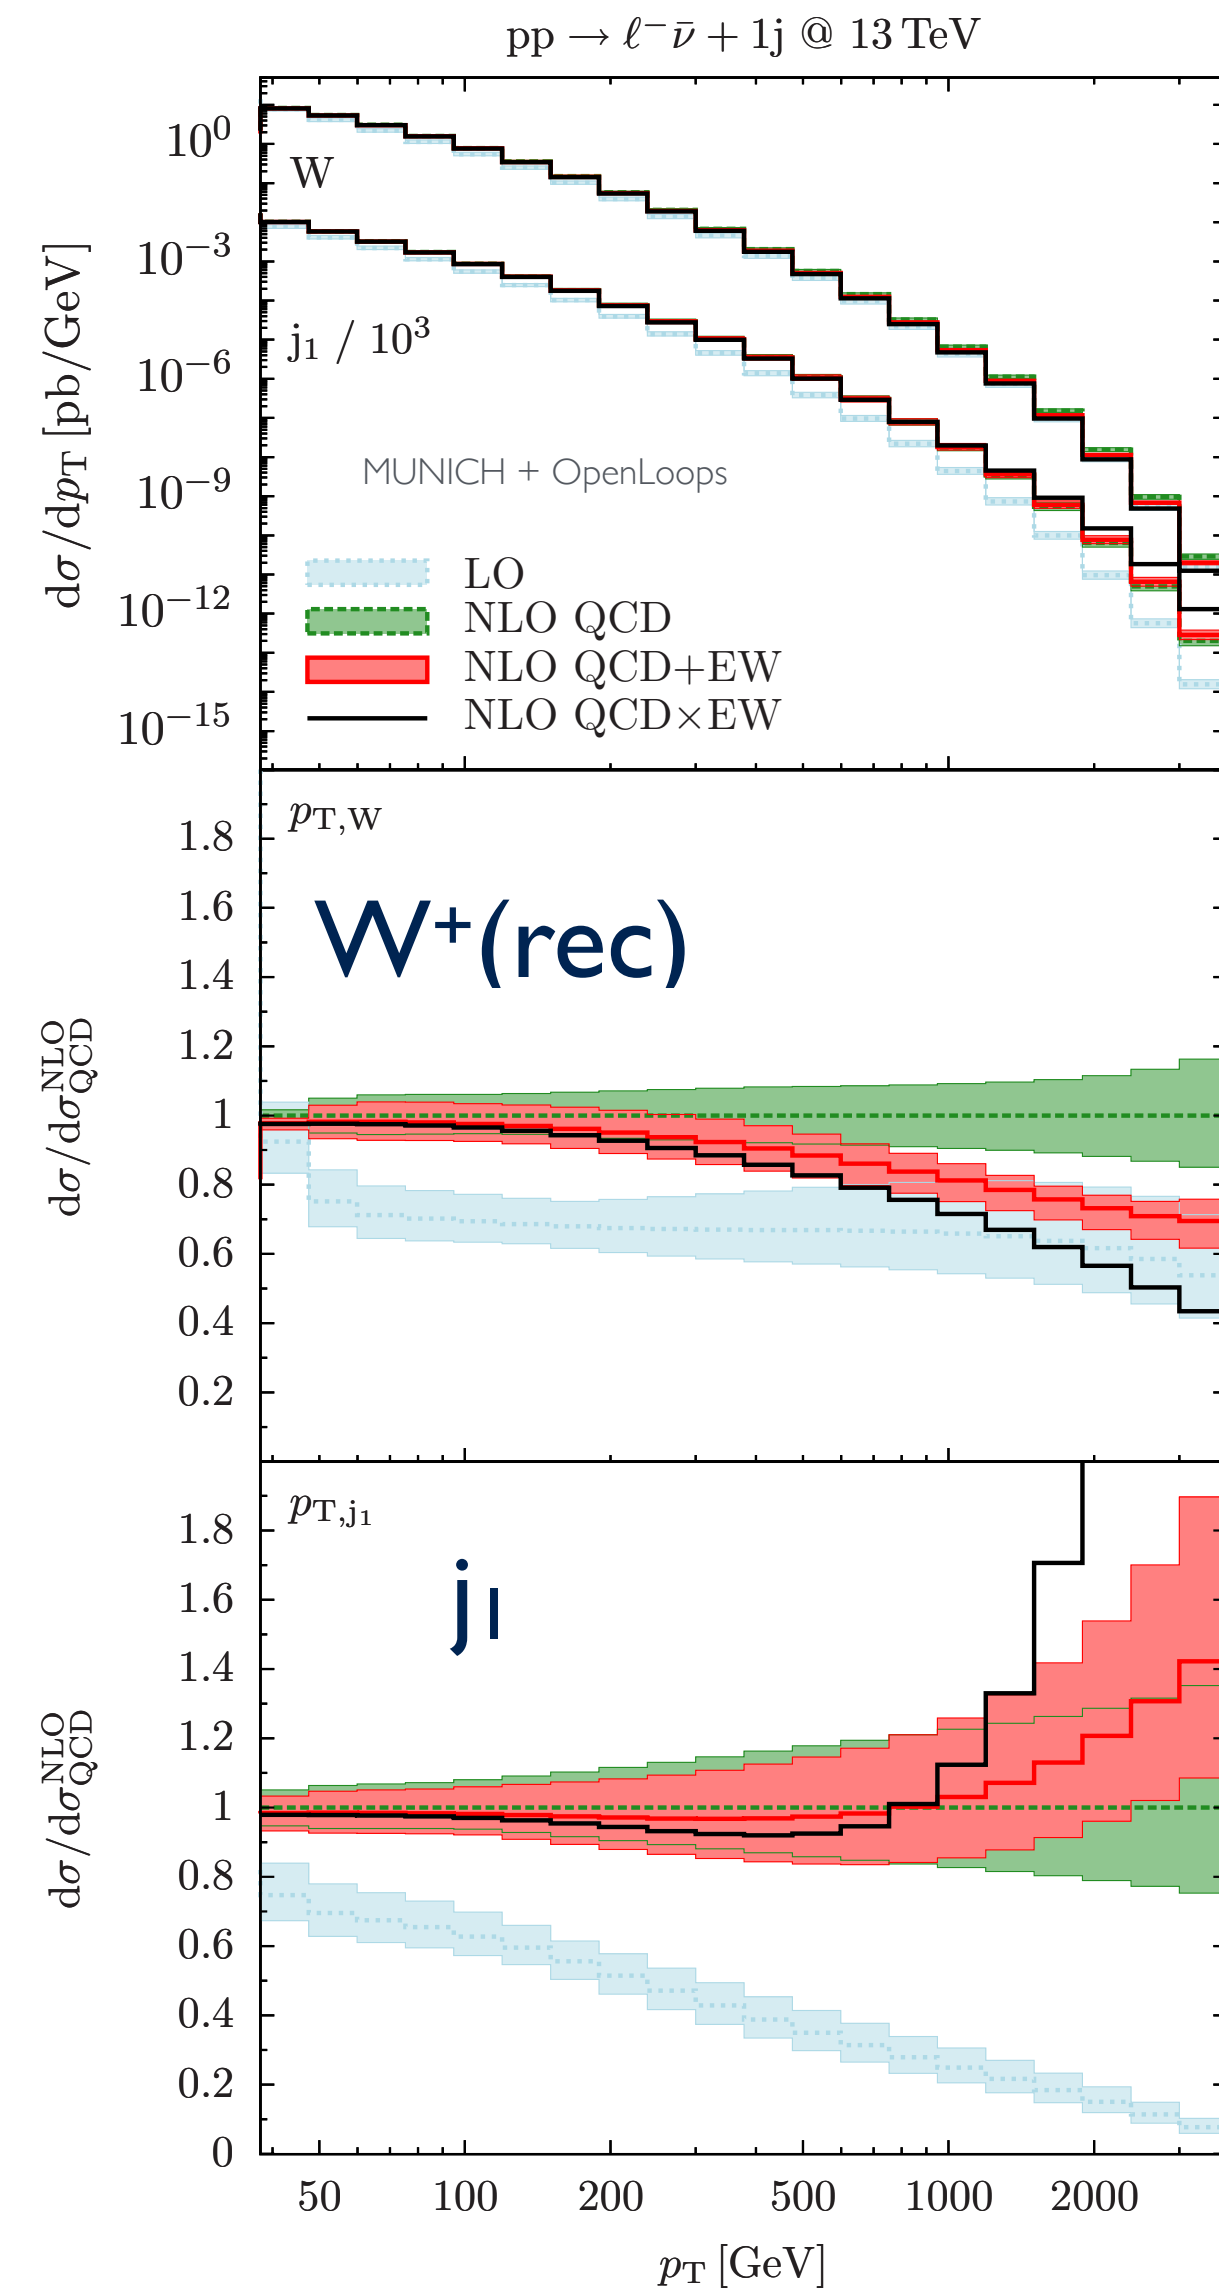 pp → ℓ⁻ν̄ + 1j @ 13 TeV
dσ/dp_T [pb/GeV]
10⁰
10⁻³
10⁻⁶
10⁻⁹
10⁻¹²
10⁻¹⁵
W
j₁ / 10³
MUNICH + OpenLoops
LO
NLO QCD
NLO QCD+EW
NLO QCD×EW
dσ/dσ^NLO_QCD
1.8
1.6
1.4
1.2
1
0.8
0.6
0.4
0.2
p_T,W
W⁺(rec)
dσ/dσ^NLO_QCD
1.8
1.6
1.4
1.2
1
0.8
0.6
0.4
0.2
0
p_T,j₁
j1
50 100 200 500 1000 2000
p_T [GeV]